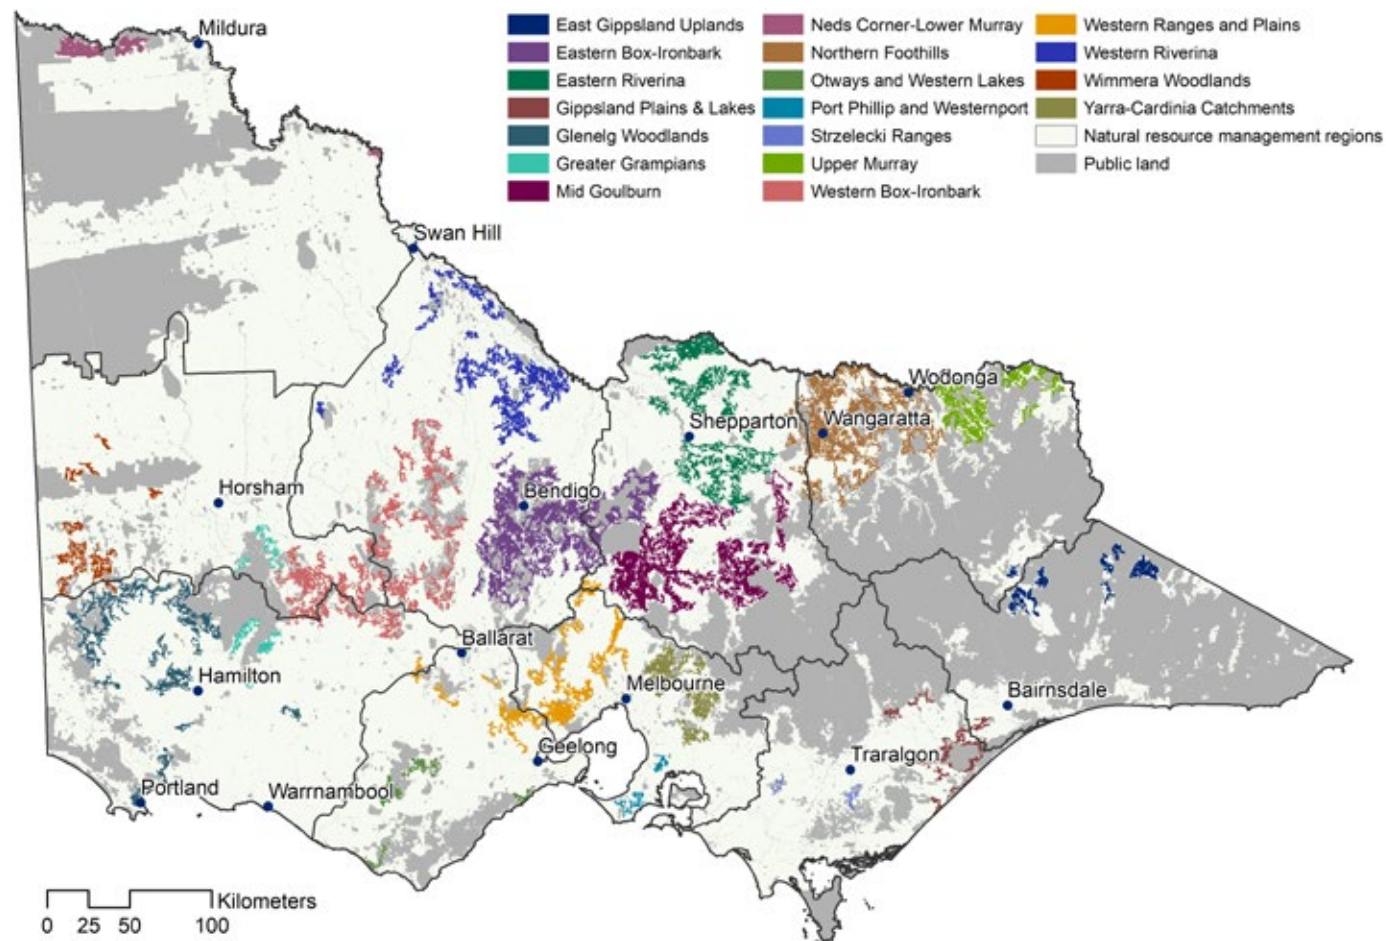 East Gippsland Uplands
Eastern Box-Ironbark
Eastern Riverina
Gippsland Plains & Lakes
Glenelg Woodlands
Greater Grampians
Mid Goulburn
Neds Corner-Lower Murray
Northern Foothills
Otways and Western Lakes
Port Phillip and Westernport
Strzelecki Ranges
Upper Murray
Western Box-Ironbark
Western Ranges and Plains
Western Riverina
Wimmera Woodlands
Yarra-Cardinia Catchments
Natural resource management regions
Public land
Mildura
Swan Hill
Wodonga
Shepparton
Wangaratta
Horsham
Bendigo
Ballarat
Hamilton
Melbourne
Bairnsdale
Geelong
Traralgon
Portland
Warrnambool
Kilometers
0 25 50 100